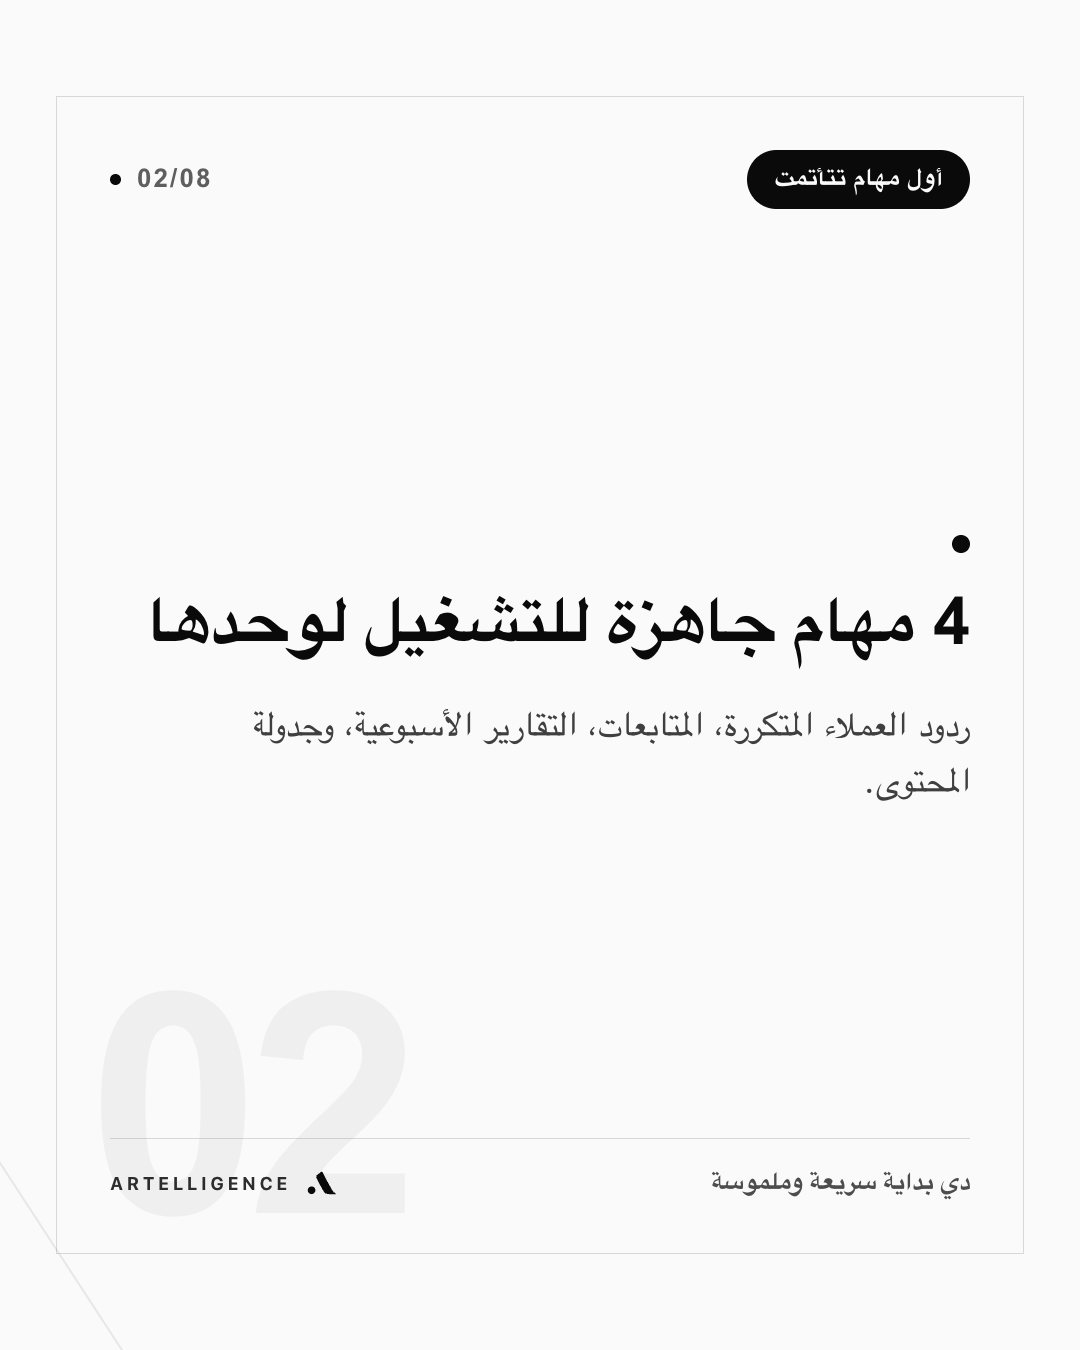 أول مهام تتأتمت
02/08
4 مهام جاهزة للتشغيل لوحدها
ردود العملاء المتكررة، المتابعات، التقارير الأسبوعية، وجدولة
المحتوى.
02
دي بداية سريعة وملموسة
ARTELLIGENCE